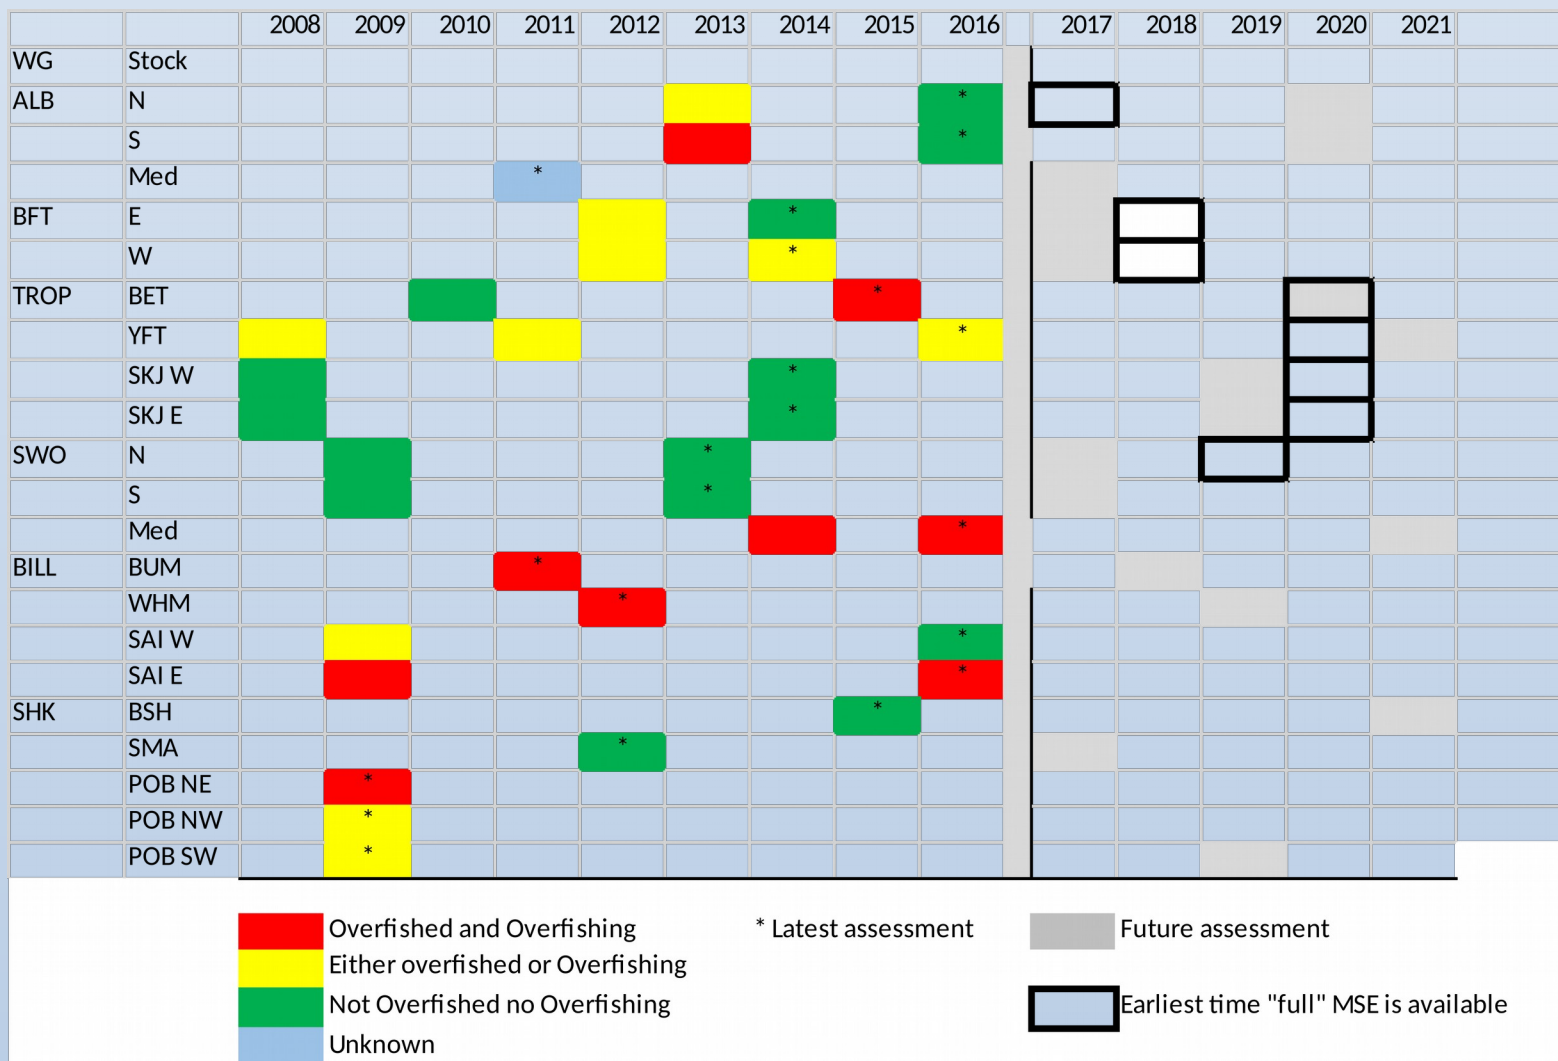 2008 2009 2010 2011 2012 2013 2014 2015 2016 2017 2018 2019 2020 2021
WG Stock
ALB N * 
S *
Med *
BFT E *
W *
TROP BET *
YFT *
SKJ W *
SKJ E *
SWO N *
S *
Med *
BILL BUM *
WHM *
SAI W *
SAI E *
SHK BSH *
SMA *
POB NE *
POB NW *
POB SW *
Overfished and Overfishing * Latest assessment Future assessment
Either overfished or Overfishing
Not Overfished no Overfishing Earliest time "full" MSE is available
Unknown